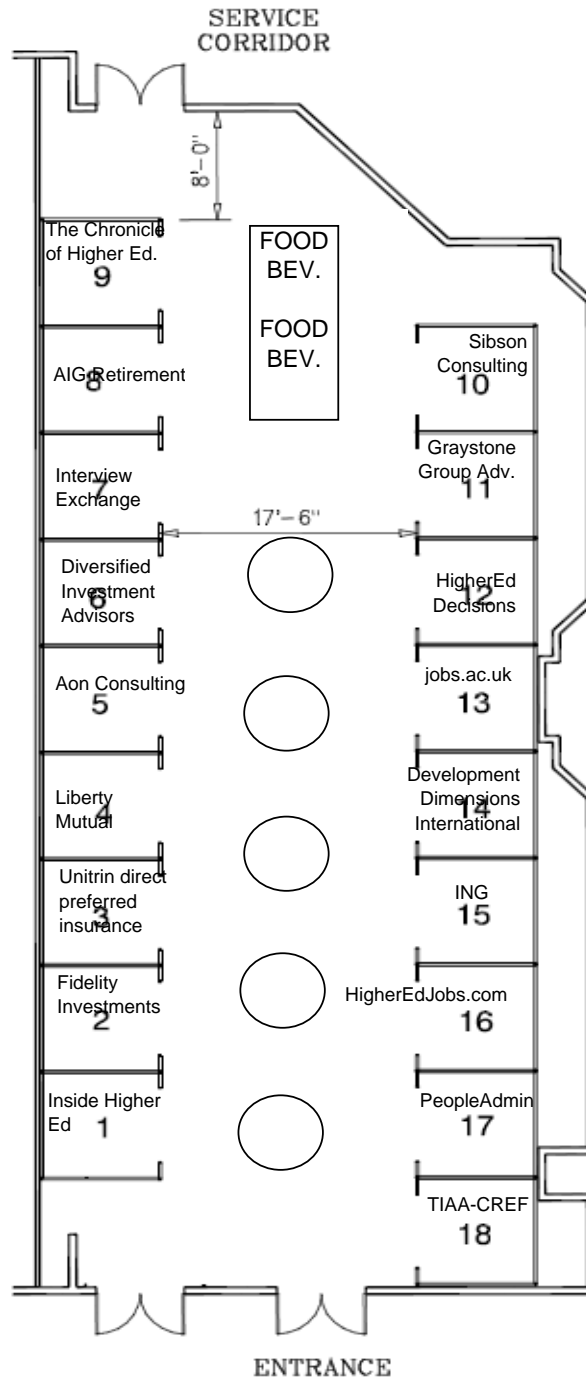 SERVICE
CORRIDOR
8'-0"
The Chronicle
of Higher Ed.
9
FOOD
BEV.
FOOD
BEV.
AIG Retirement
8
Sibson
Consulting
10
Interview
Exchange
7
Graystone
Group Adv.
11
17'-6"
Diversified
Investment
Advisors
6
HigherEd
Decisions
12
Aon Consulting
5
jobs.ac.uk
13
Liberty
Mutual
4
Development
Dimensions
International
14
Unitrin direct
preferred
insurance
3
ING
15
Fidelity
Investments
2
HigherEdJobs.com
16
Inside Higher
Ed
1
PeopleAdmin
17
TIAA-CREF
18
ENTRANCE